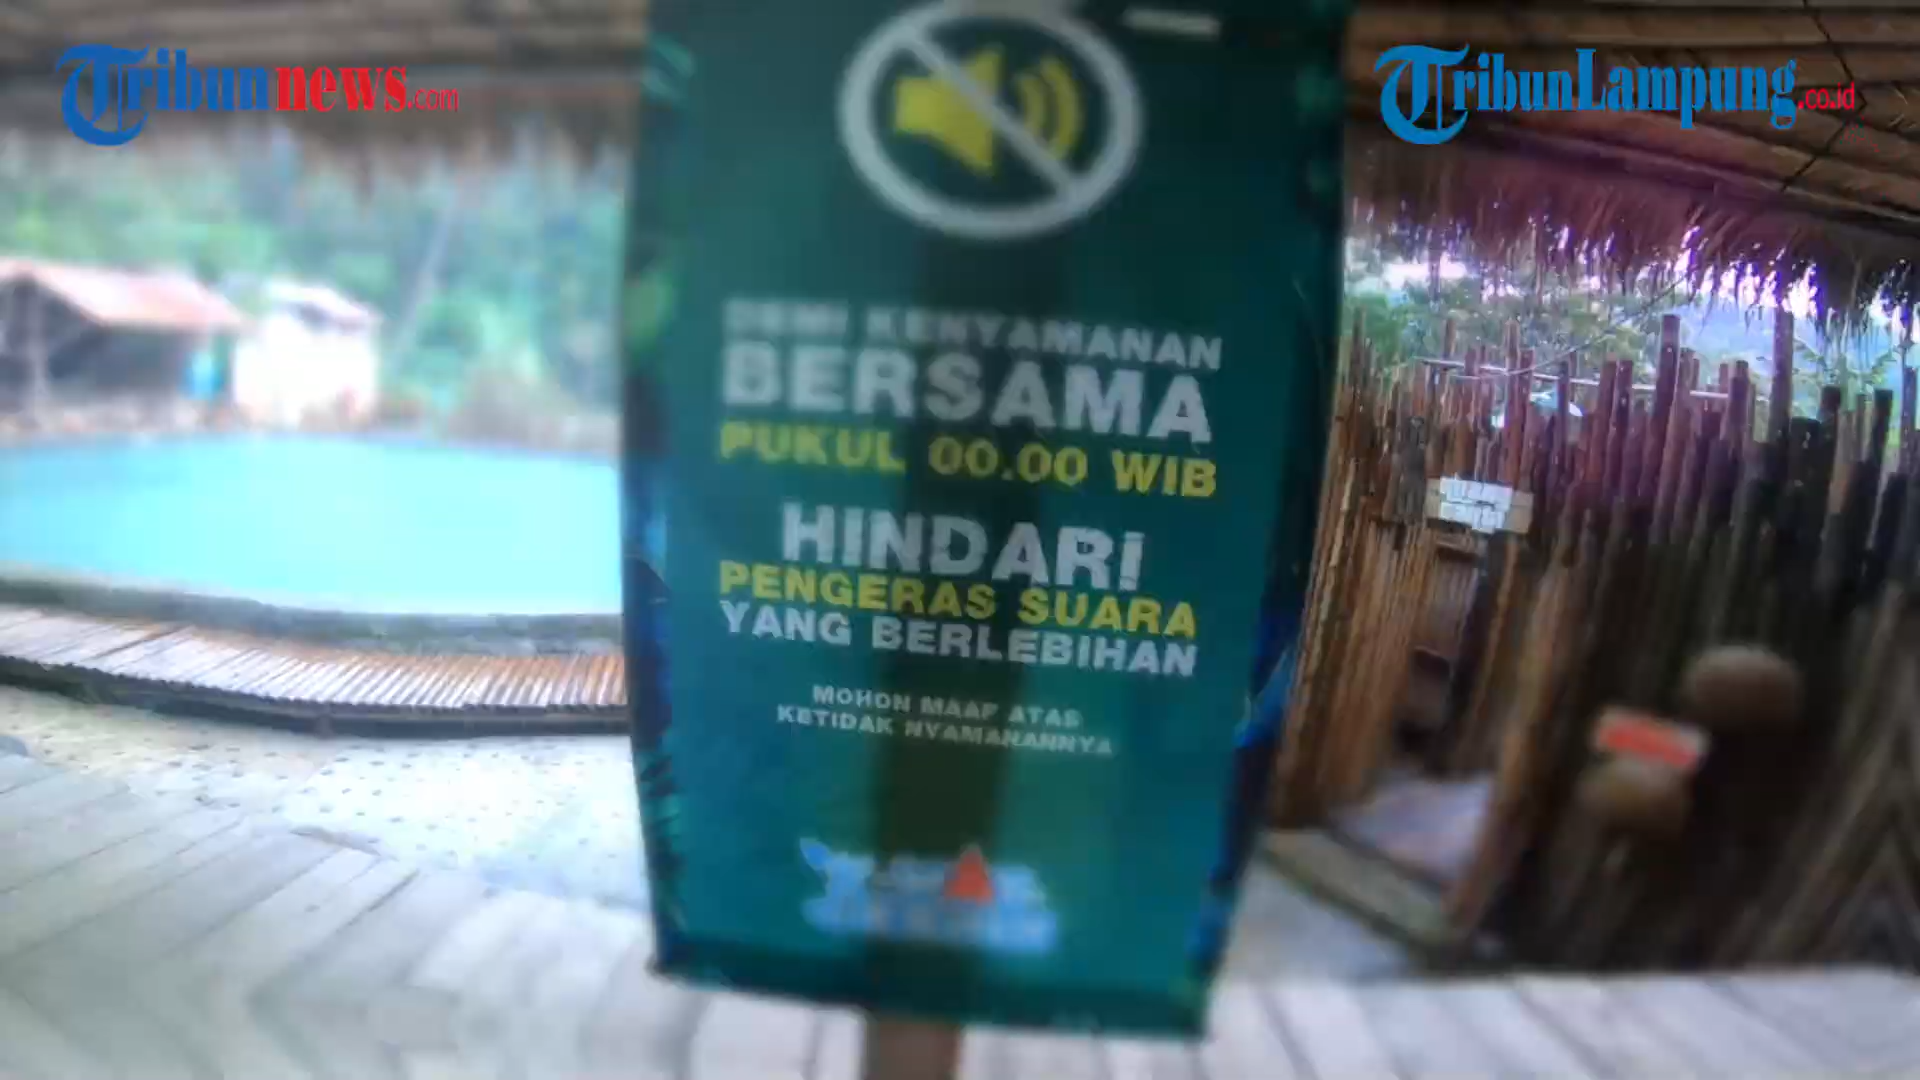 Tribunnews.com
TribunLampung.co.id
DEMI KENYAMANAN
BERSAMA
PUKUL 00.00 WIB
HINDARI
PENGERAS SUARA
YANG BERLEBIHAN
MOHON MAAF ATAS
KETIDAK NYAMANANNYA